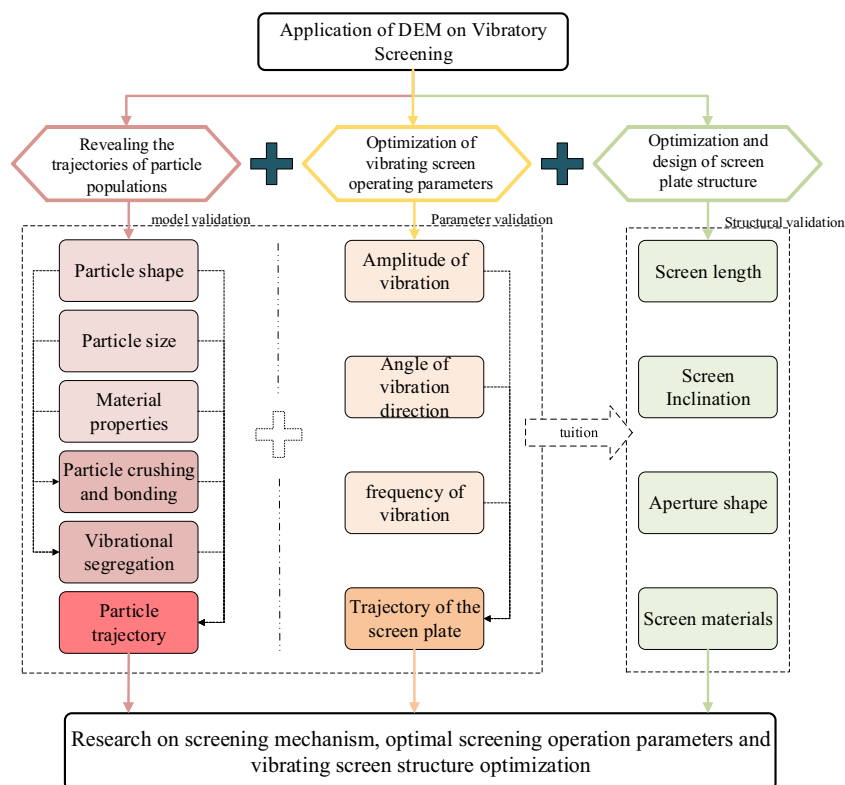 Application of DEM on Vibratory
Screening
Revealing the
trajectories of particle
populations
Optimization of
vibrating screen
operating parameters
Optimization and
design of screen
plate structure
model validation
Parameter validation
Structural validation
Particle shape
Particle size
Material
properties
Particle crushing
and bonding
Vibrational
segregation
Particle
trajectory
Amplitude of
vibration
Angle of
vibration
direction
frequency of
vibration
Trajectory of the
screen plate
tuition
Screen length
Screen
Inclination
Aperture shape
Screen materials
Research on screening mechanism, optimal screening operation parameters and
vibrating screen structure optimization